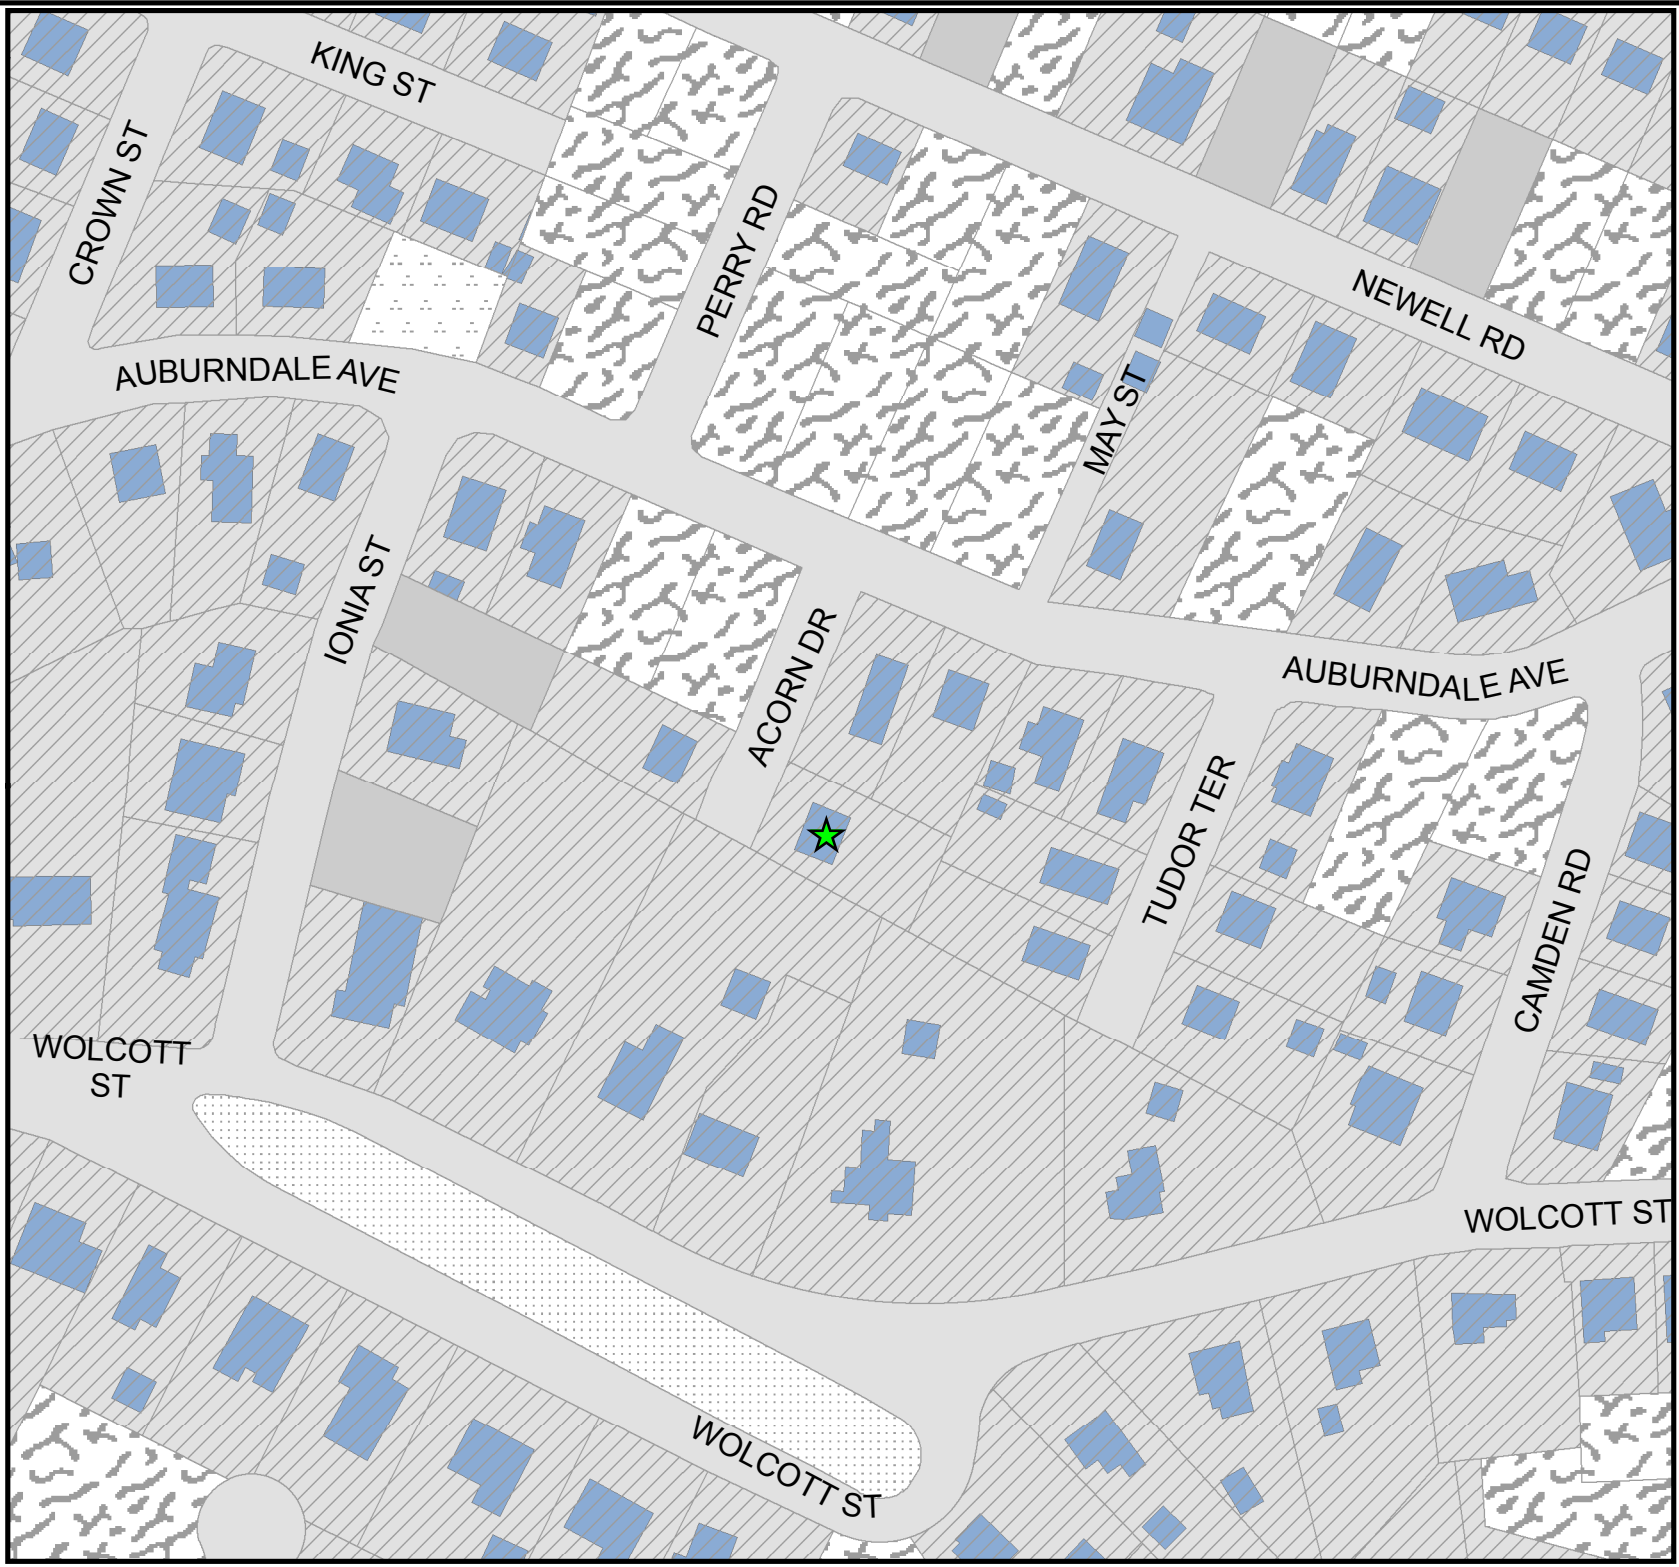 KING ST
CROWN ST
PERRY RD
NEWELL RD
AUBURNDALE AVE
MAY ST
IONIA ST
ACORN DR
AUBURNDALE AVE
TUDOR TER
CAMDEN RD
WOLCOTT
ST
WOLCOTT ST
WOLCOTT ST